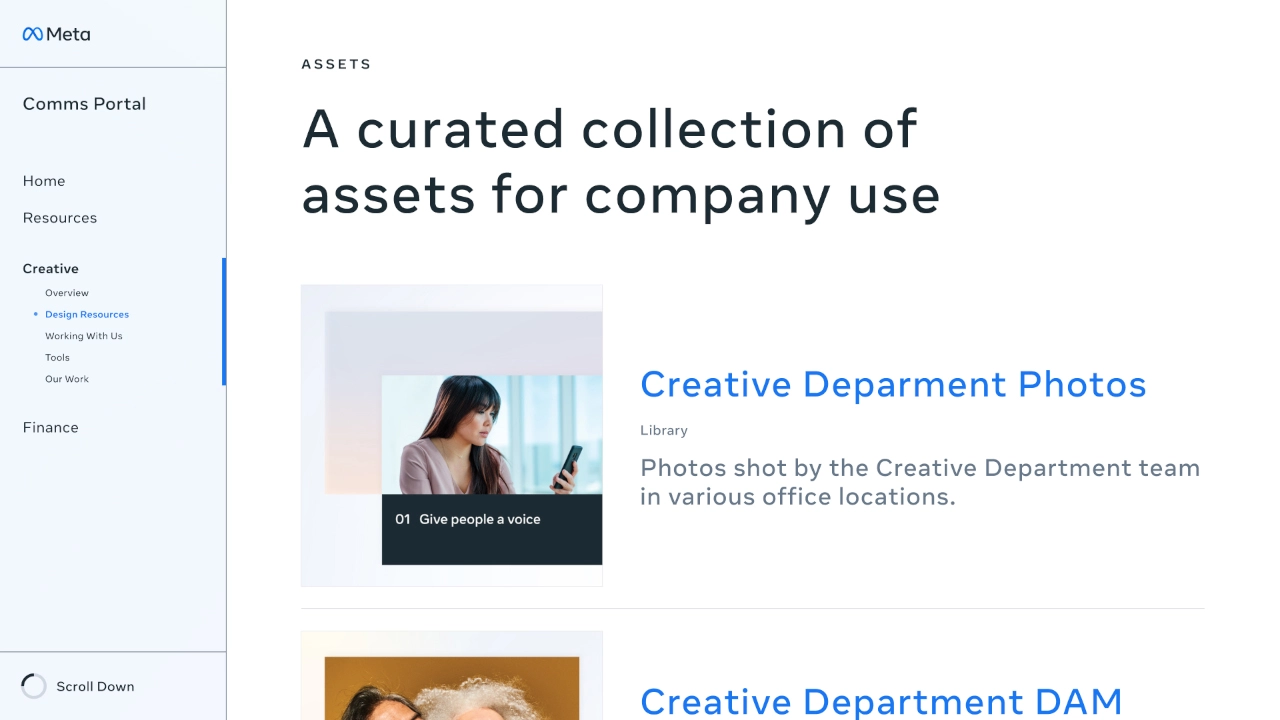 Meta
Comms Portal
Home
Resources
Creative
Overview
Design Resources
Working With Us
Tools
Our Work
Finance
Scroll Down
ASSETS
A curated collection of
assets for company use
01 Give people a voice
Creative Deparment Photos
Library
Photos shot by the Creative Department team
in various office locations.
Creative Department DAM